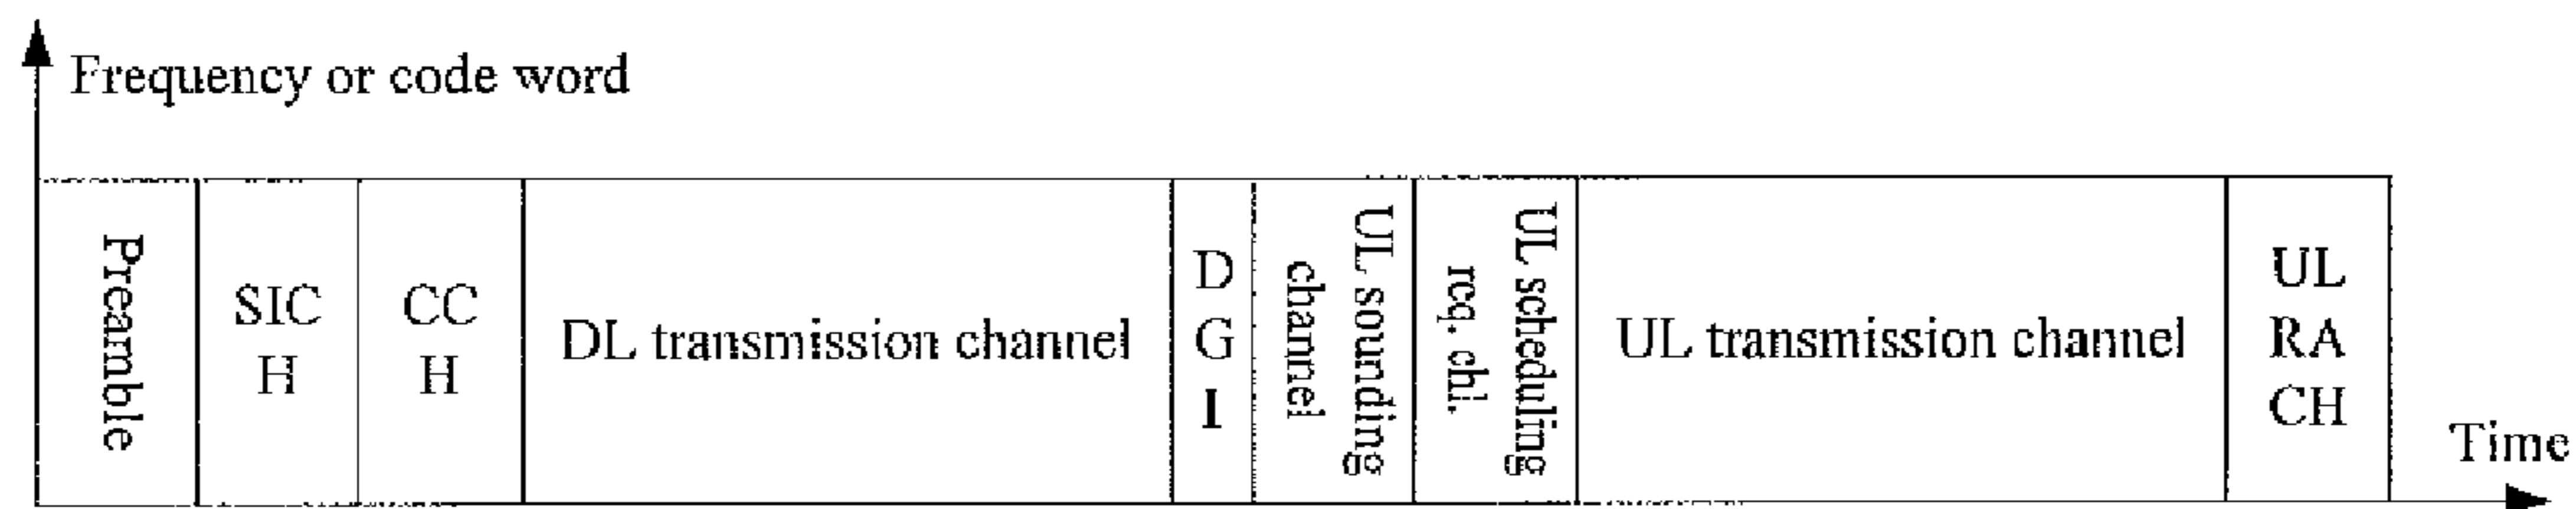 Frequency or code word
Preamble
SIC
H
CC
H
DL transmission channel
D
G
I
UL sounding
channel
UL scheduling
req. chl.
UL transmission channel
UL
RA
CH
Time